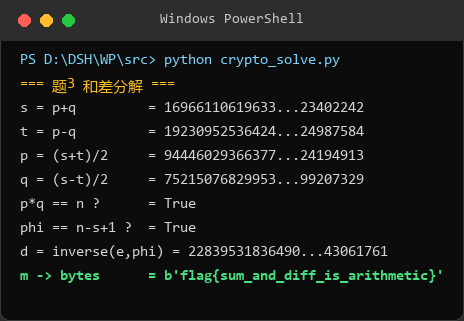 Windows PowerShell
PS D:\DSH\WP\src> python crypto_solve.py
=== 题3 和差分解 ===
s = p+q = 16966110619633...23402242
t = p-q = 19230952536424...24987584
p = (s+t)/2 = 94446029366377...24194913
q = (s-t)/2 = 75215076829953...99207329
p*q == n ? = True
phi == n-s+1 ? = True
d = inverse(e,phi) = 22839531836490...43061761
m -> bytes = b'flag{sum_and_diff_is_arithmetic}'